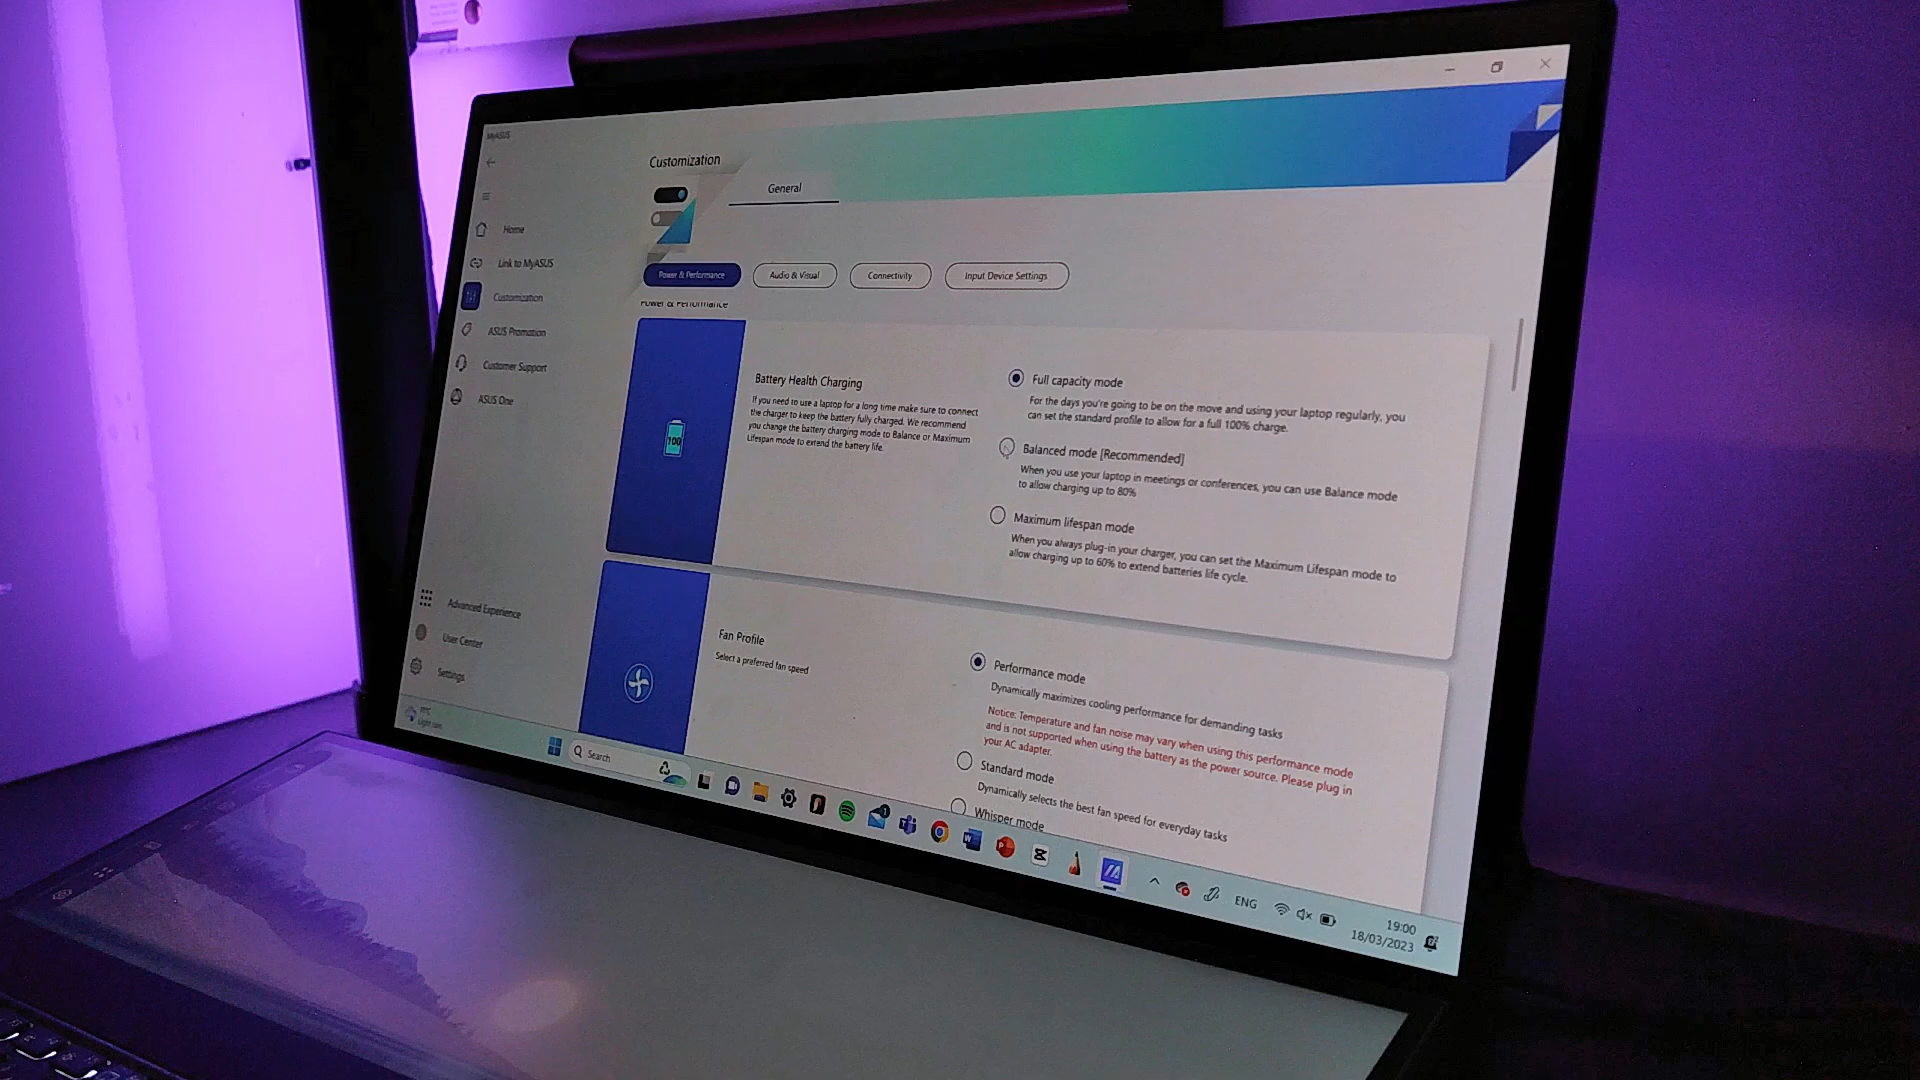 MyASUS
Customization
General
Home
Link to MyASUS
Customization
ASUS Promotion
Customer Support
ASUS One
Advanced Experience
User Center
Settings
Power & Performance
Audio & Visual
Connectivity
Input Device Settings
Power & Performance
100
Battery Health Charging
If you need to use a laptop for a long time make sure to connect
the charger to keep the battery fully charged. We recommend
you change the battery charging mode to Balance or Maximum
Lifespan mode to extend the battery life.
Full capacity mode
For the days you're going to be on the move and using your laptop regularly, you
can set the standard profile to allow for a full 100% charge.
Balanced mode [Recommended]
When you use your laptop in meetings or conferences, you can use Balance mode
to allow charging up to 80%
Maximum lifespan mode
When you always plug-in your charger, you can set the Maximum Lifespan mode to
allow charging up to 60% to extend batteries life cycle.
Fan Profile
Select a preferred fan speed
Performance mode
Dynamically maximizes cooling performance for demanding tasks
Notice: Temperature and fan noise may vary when using this performance mode
and is not supported when using the battery as the power source. Please plug in
your AC adapter.
Standard mode
Dynamically selects the best fan speed for everyday tasks
Whisper mode
Light rain
Search
ENG
19:00
18/03/2023